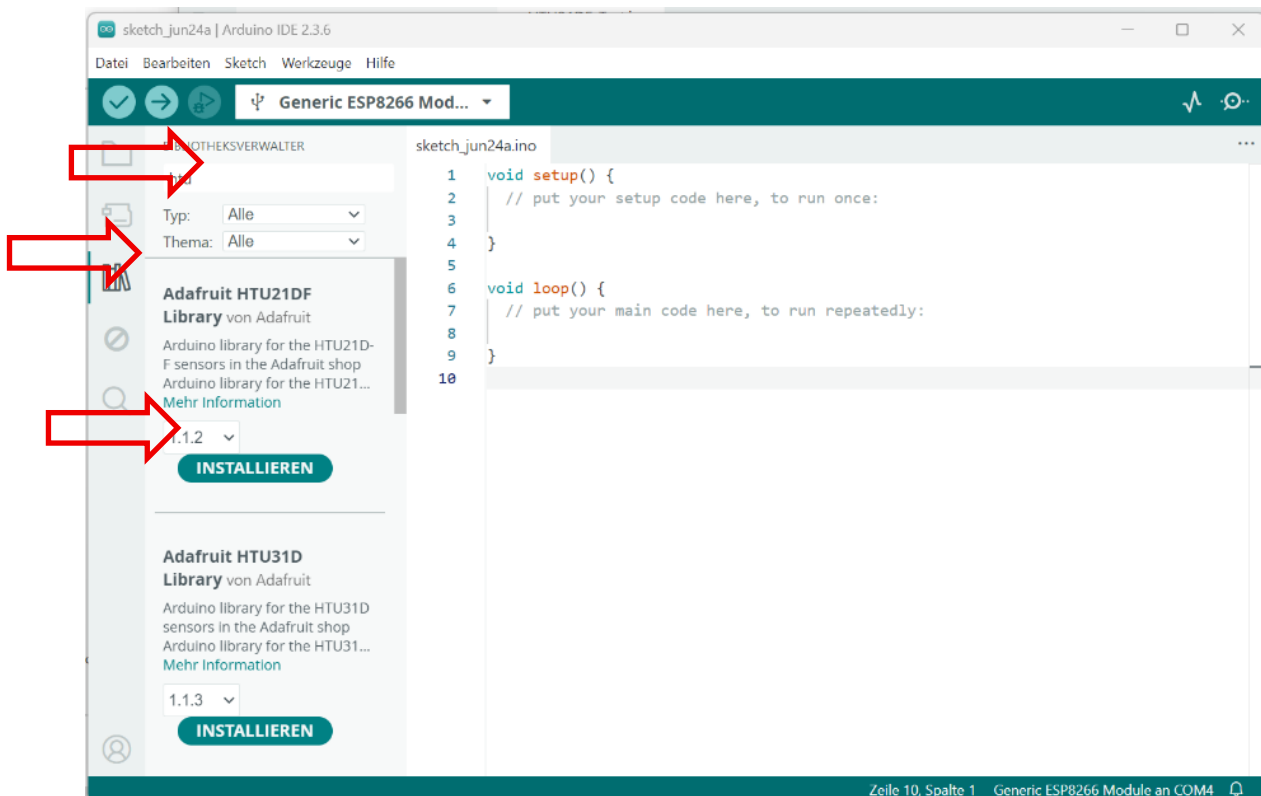 sketch_jun24a | Arduino IDE 2.3.6
Datei Bearbeiten Sketch Werkzeuge Hilfe
Generic ESP8266 Mod...
BIBLIOTHEKSVERWALTER
htu
Typ: Alle
Thema: Alle
Adafruit HTU21DF
Library von Adafruit
Arduino library for the HTU21D-
F sensors in the Adafruit shop
Arduino library for the HTU21...
Mehr Information
1.1.2
INSTALLIEREN
Adafruit HTU31D
Library von Adafruit
Arduino library for the HTU31D
sensors in the Adafruit shop
Arduino library for the HTU31...
Mehr Information
1.1.3
INSTALLIEREN
sketch_jun24a.ino
...
1 void setup() {
2 // put your setup code here, to run once:
3
4 }
5
6 void loop() {
7 // put your main code here, to run repeatedly:
8
9 }
10
Zeile 10, Spalte 1 Generic ESP8266 Module an COM4